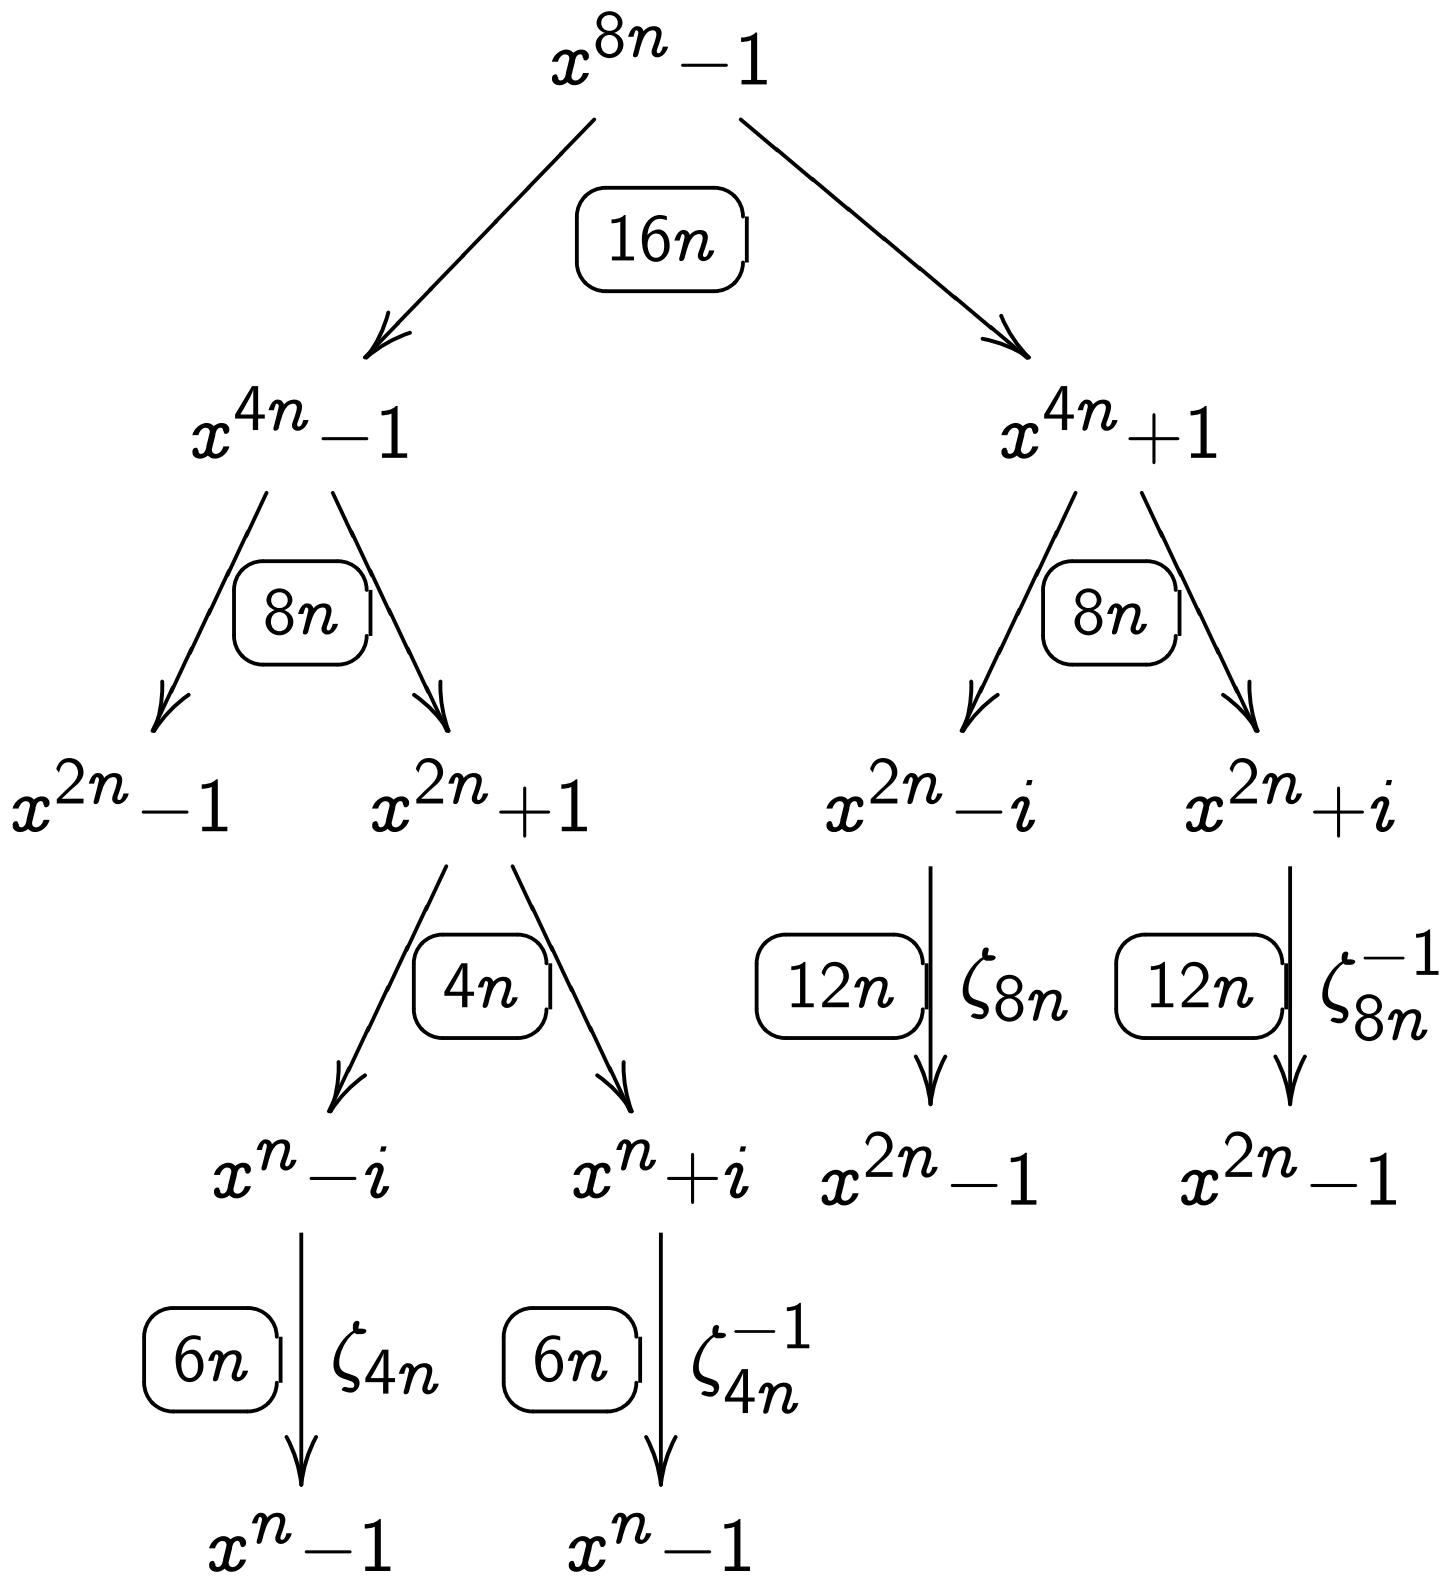 x^{8n}−1
16n
x^{4n}−1 x^{4n}+1
8n 8n
x^{2n}−1 x^{2n}+1 x^{2n}−i x^{2n}+i
4n 12n ζ_{8n} 12n ζ_{8n}^{−1}
x^n−i x^n+i x^{2n}−1 x^{2n}−1
6n ζ_{4n} 6n ζ_{4n}^{−1}
x^n−1 x^n−1